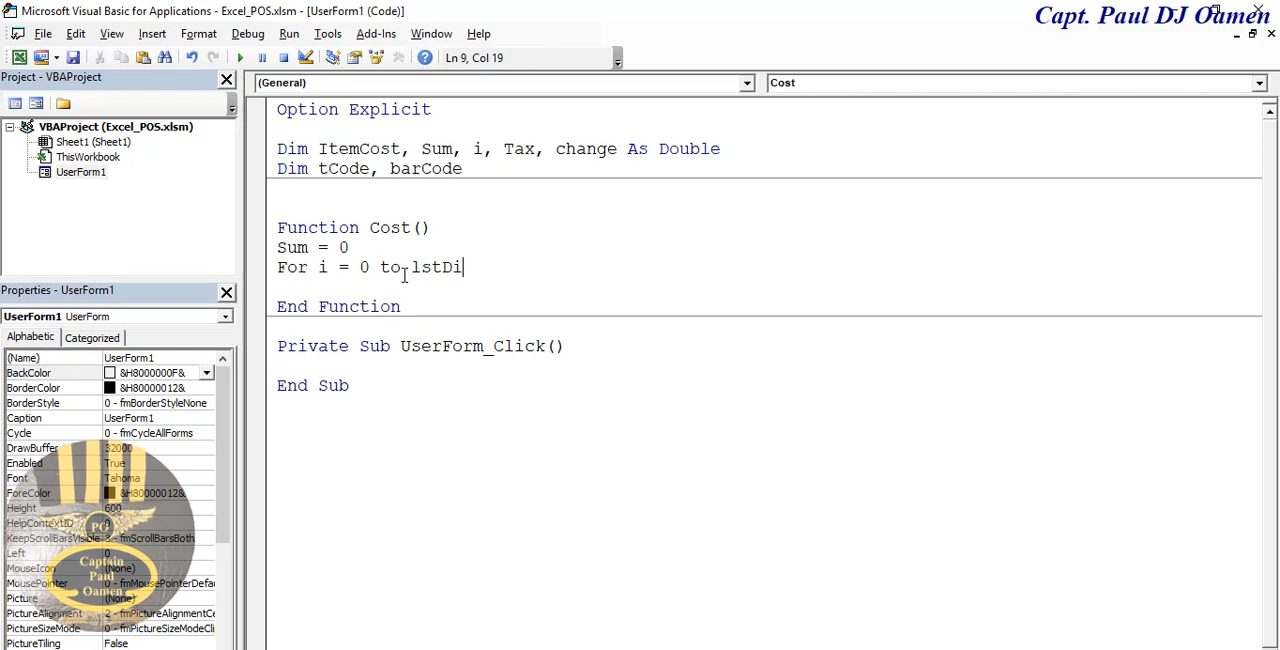 Microsoft Visual Basic for Applications - Excel_POS.xlsm - [UserForm1 (Code)]
Capt. Paul DJ Oamen
File Edit View Insert Format Debug Run Tools Add-Ins Window Help
Ln 9, Col 19
Project - VBAProject
(General)
Cost
VBAProject (Excel_POS.xlsm)
Sheet1 (Sheet1)
ThisWorkbook
UserForm1
Option Explicit
Dim ItemCost, Sum, i, Tax, change As Double
Dim tCode, barCode
Function Cost()
Sum = 0
For i = 0 to lstDi
End Function
Private Sub UserForm_Click()
End Sub
Properties - UserForm1
UserForm1 UserForm
Alphabetic Categorized
(Name) UserForm1
BackColor &H8000000F&
BorderColor &H80000012&
BorderStyle 0 - fmBorderStyleNone
Caption UserForm1
Cycle 0 - fmCycleAllForms
DrawBuffer 32000
Enabled True
Font Tahoma
ForeColor &H80000012&
Height 600
HelpContextID 0
KeepScrollBarsVisible 3 - fmScrollBarsBoth
Left 0
MouseIcon (None)
MousePointer 0 - fmMousePointerDefau
Picture (None)
PictureAlignment 2 - fmPictureAlignmentCe
PictureSizeMode 0 - fmPictureSizeModeCli
PictureTiling False
PO
Captain
Paul
Oamen